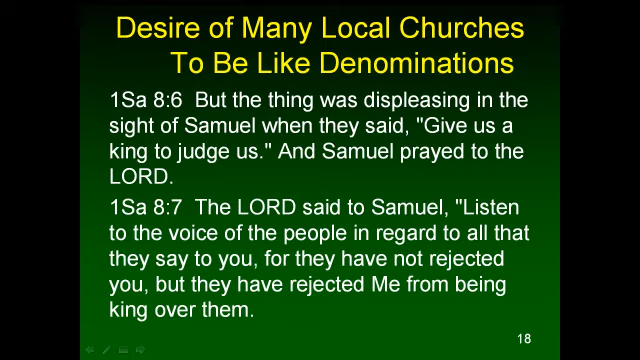 Desire of Many Local Churches
To Be Like Denominations
1Sa 8:6 But the thing was displeasing in the
sight of Samuel when they said, "Give us a
king to judge us." And Samuel prayed to the
LORD.
1Sa 8:7 The LORD said to Samuel, "Listen
to the voice of the people in regard to all that
they say to you, for they have not rejected
you, but they have rejected Me from being
king over them.
18